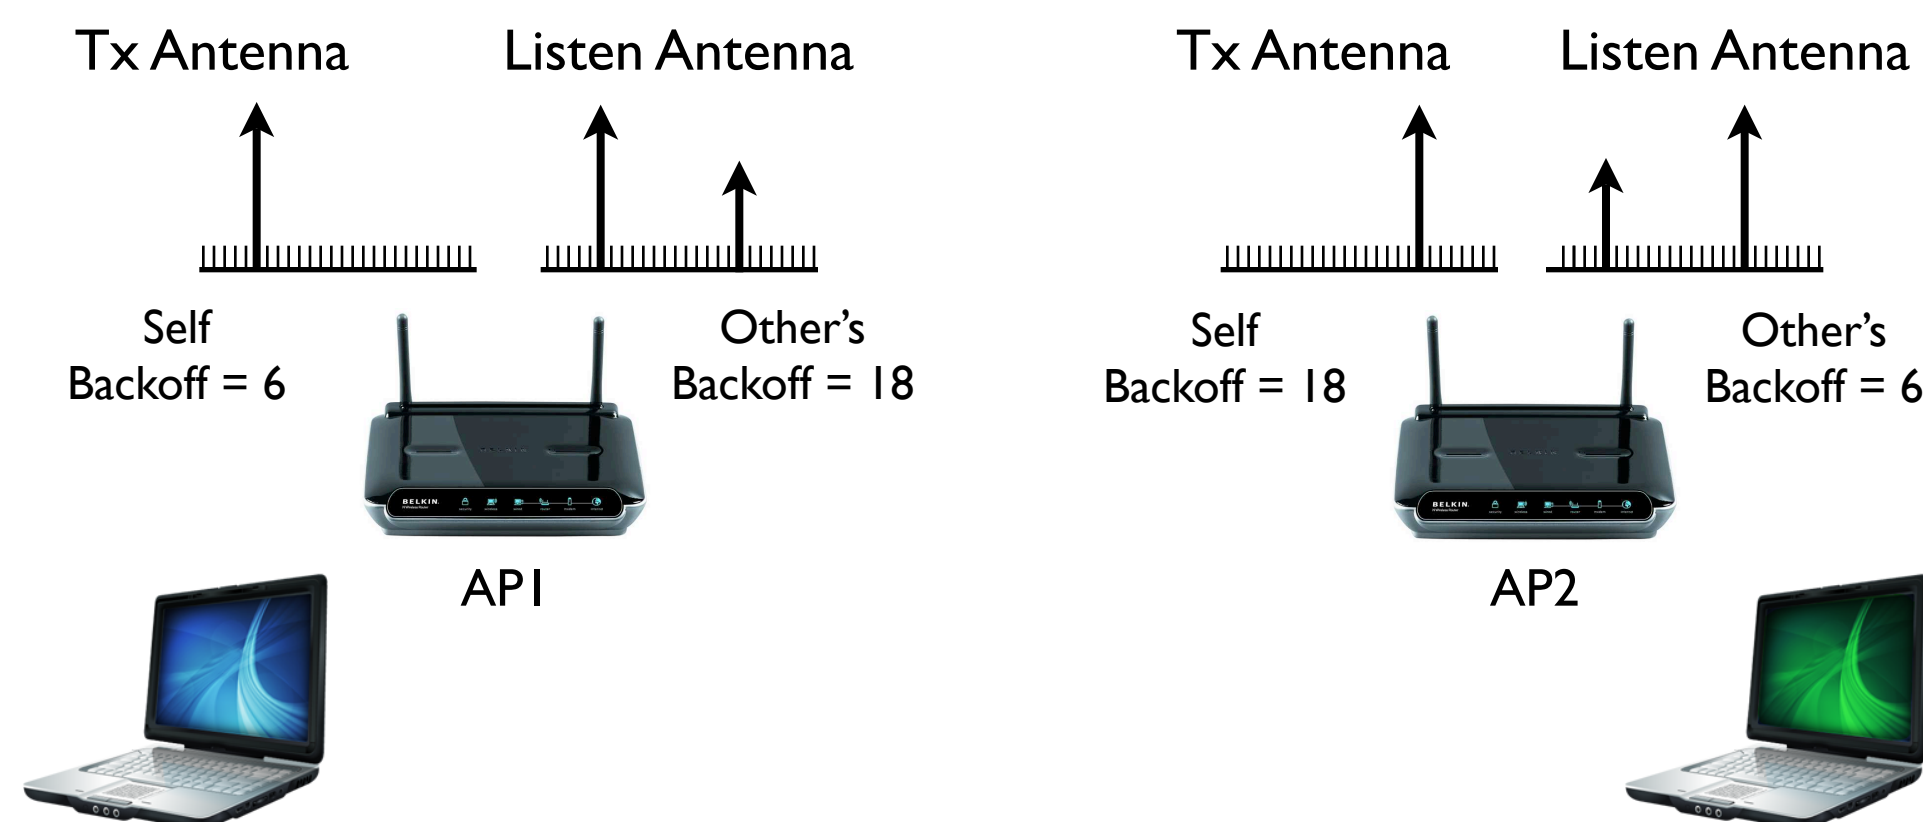 Tx Antenna
Listen Antenna
Tx Antenna
Listen Antenna
Self
Backoff = 6
Other's
Backoff = 18
Self
Backoff = 18
Other's
Backoff = 6
BELKIN
BELKIN
AP1
AP2